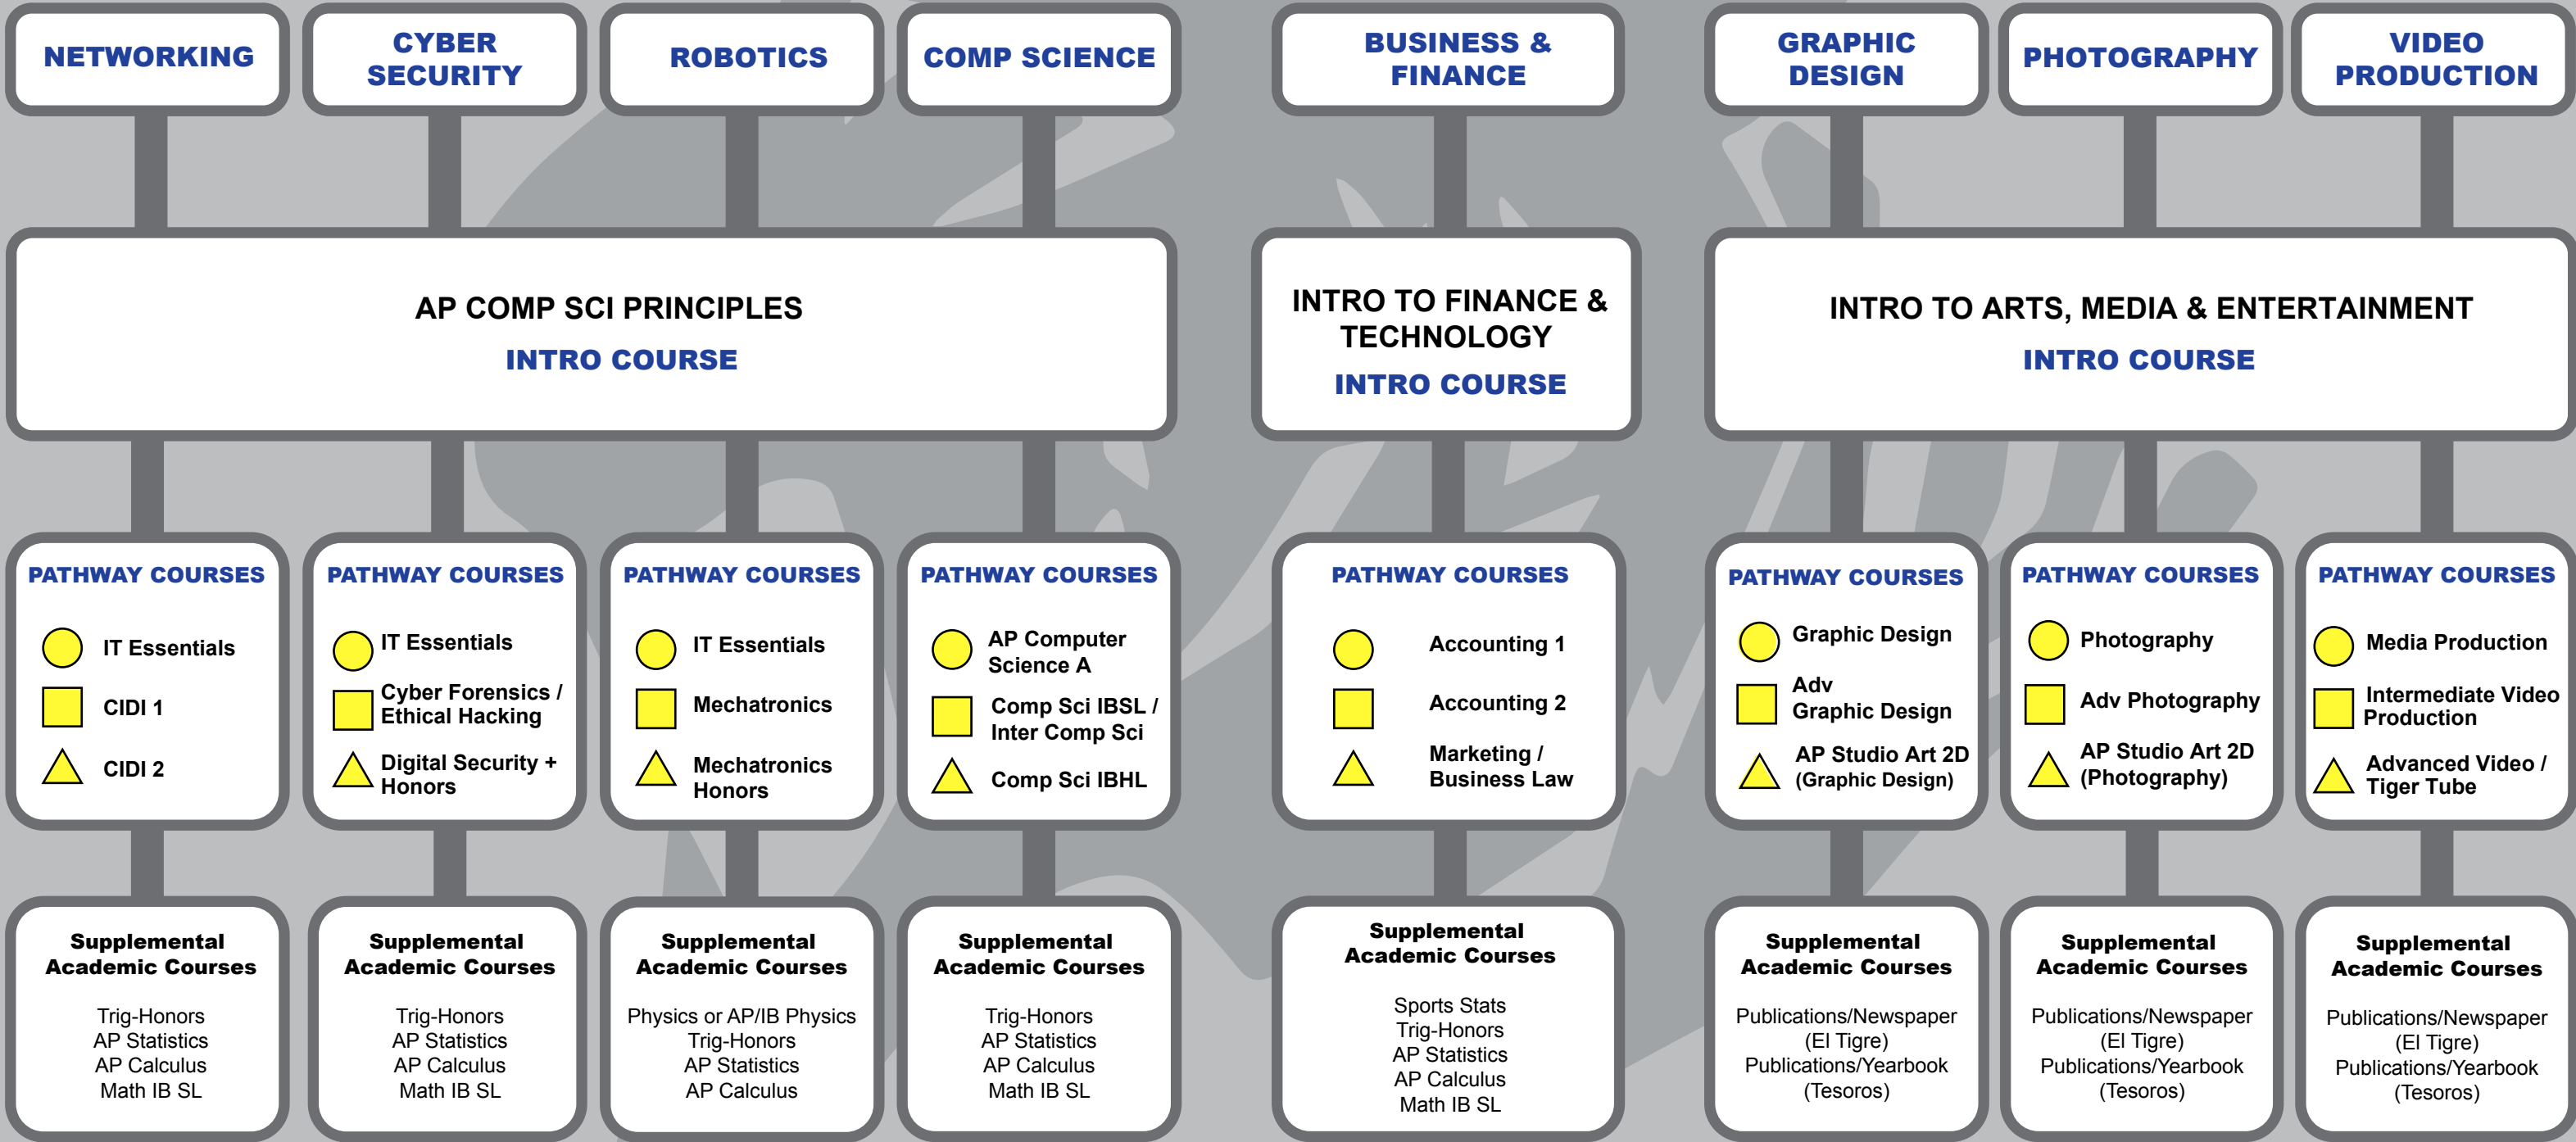 NETWORKING
CYBER
SECURITY
ROBOTICS
COMP SCIENCE
BUSINESS &
FINANCE
GRAPHIC
DESIGN
PHOTOGRAPHY
VIDEO
PRODUCTION
AP COMP SCI PRINCIPLES
INTRO COURSE
INTRO TO FINANCE &
TECHNOLOGY
INTRO COURSE
INTRO TO ARTS, MEDIA & ENTERTAINMENT
INTRO COURSE
PATHWAY COURSES
IT Essentials
CIDI 1
CIDI 2
PATHWAY COURSES
IT Essentials
Cyber Forensics /
Ethical Hacking
Digital Security +
Honors
PATHWAY COURSES
IT Essentials
Mechatronics
Mechatronics
Honors
PATHWAY COURSES
AP Computer
Science A
Comp Sci IBSL /
Inter Comp Sci
Comp Sci IBHL
PATHWAY COURSES
Accounting 1
Accounting 2
Marketing /
Business Law
PATHWAY COURSES
Graphic Design
Adv
Graphic Design
AP Studio Art 2D
(Graphic Design)
PATHWAY COURSES
Photography
Adv Photography
AP Studio Art 2D
(Photography)
PATHWAY COURSES
Media Production
Intermediate Video
Production
Advanced Video /
Tiger Tube
Supplemental
Academic Courses
Trig-Honors
AP Statistics
AP Calculus
Math IB SL
Supplemental
Academic Courses
Trig-Honors
AP Statistics
AP Calculus
Math IB SL
Supplemental
Academic Courses
Physics or AP/IB Physics
Trig-Honors
AP Statistics
AP Calculus
Supplemental
Academic Courses
Trig-Honors
AP Statistics
AP Calculus
Math IB SL
Supplemental
Academic Courses
Sports Stats
Trig-Honors
AP Statistics
AP Calculus
Math IB SL
Supplemental
Academic Courses
Publications/Newspaper
(El Tigre)
Publications/Yearbook
(Tesoros)
Supplemental
Academic Courses
Publications/Newspaper
(El Tigre)
Publications/Yearbook
(Tesoros)
Supplemental
Academic Courses
Publications/Newspaper
(El Tigre)
Publications/Yearbook
(Tesoros)